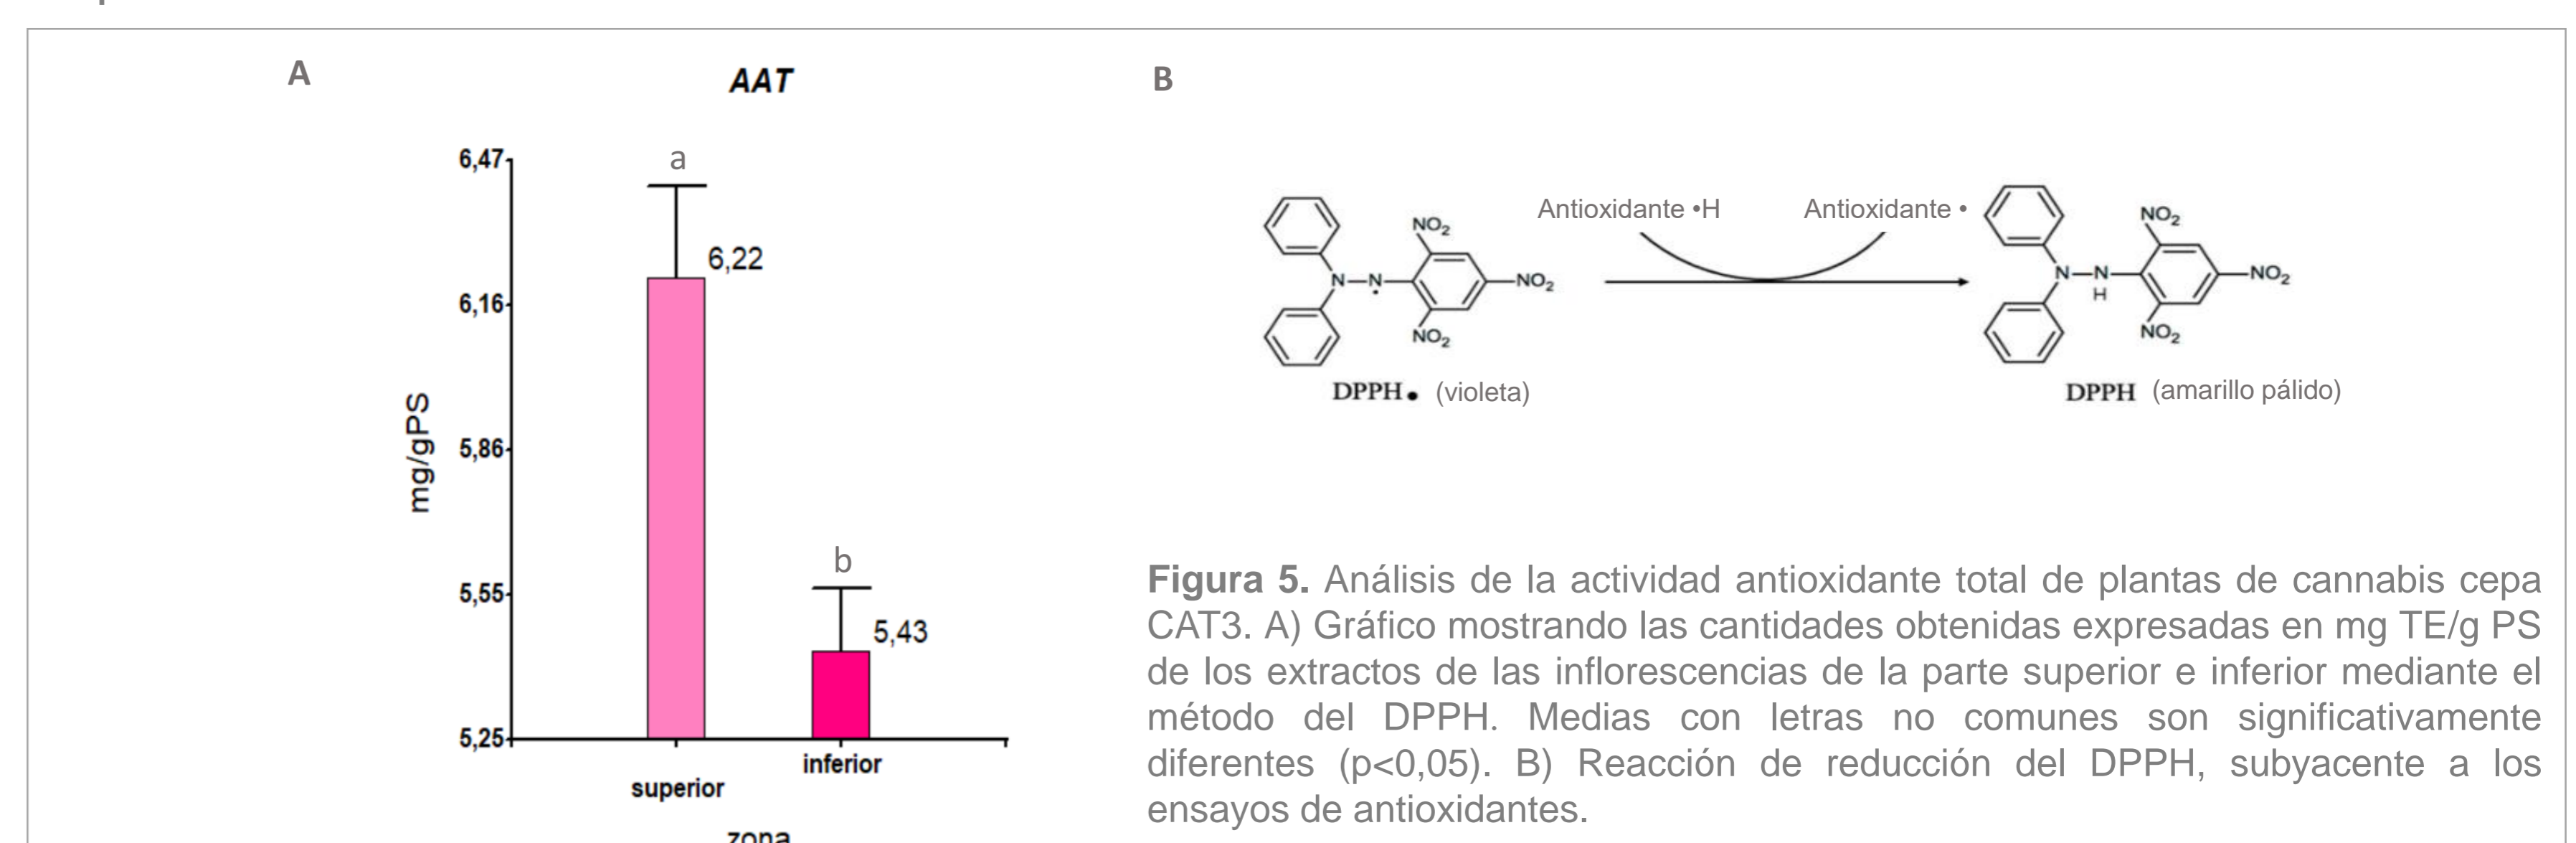 A
AAT
6,47
6,16
5,86
5,55
5,25
mg/gPS
a
6,22
b
5,43
superior
inferior
zona
B
Antioxidante •H
Antioxidante •
NO2
N
N
NO2
NO2
DPPH• (violeta)
NO2
N
N
H
NO2
NO2
DPPH (amarillo pálido)
Figura 5. Análisis de la actividad antioxidante total de plantas de cannabis cepa
CAT3. A) Gráfico mostrando las cantidades obtenidas expresadas en mg TE/g PS
de los extractos de las inflorescencias de la parte superior e inferior mediante el
método del DPPH. Medias con letras no comunes son significativamente
diferentes (p<0,05). B) Reacción de reducción del DPPH, subyacente a los
ensayos de antioxidantes.